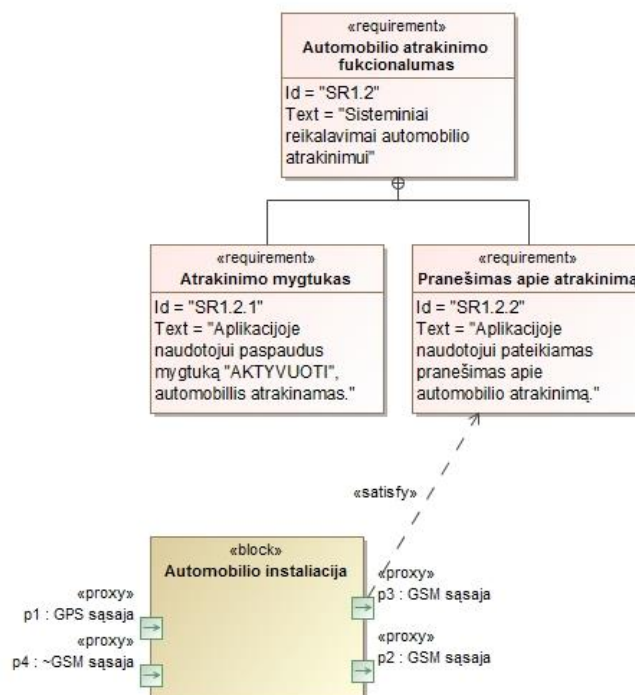 «requirement»
Automobilio atrakinimo
fukcionalumas
Id = "SR1.2"
Text = "Sisteminiai
reikalavimai automobilio
atrakinimui"
«requirement»
Atrakinimo mygtukas
Id = "SR1.2.1"
Text = "Aplikacijoje
naudotojui paspaudus
mygtuką "AKTYVUOTI",
automobillis atrakinamas."
«requirement»
Pranešimas apie atrakinimą
Id = "SR1.2.2"
Text = "Aplikacijoje
naudotojui pateikiamas
pranešimas apie
automobilio atrakinimą."
«satisfy»
«block»
Automobilio instaliacija
«proxy»
p1 : GPS sąsaja
«proxy»
p4 : ~GSM sąsaja
«proxy»
p3 : GSM sąsaja
«proxy»
p2 : GSM sąsaja